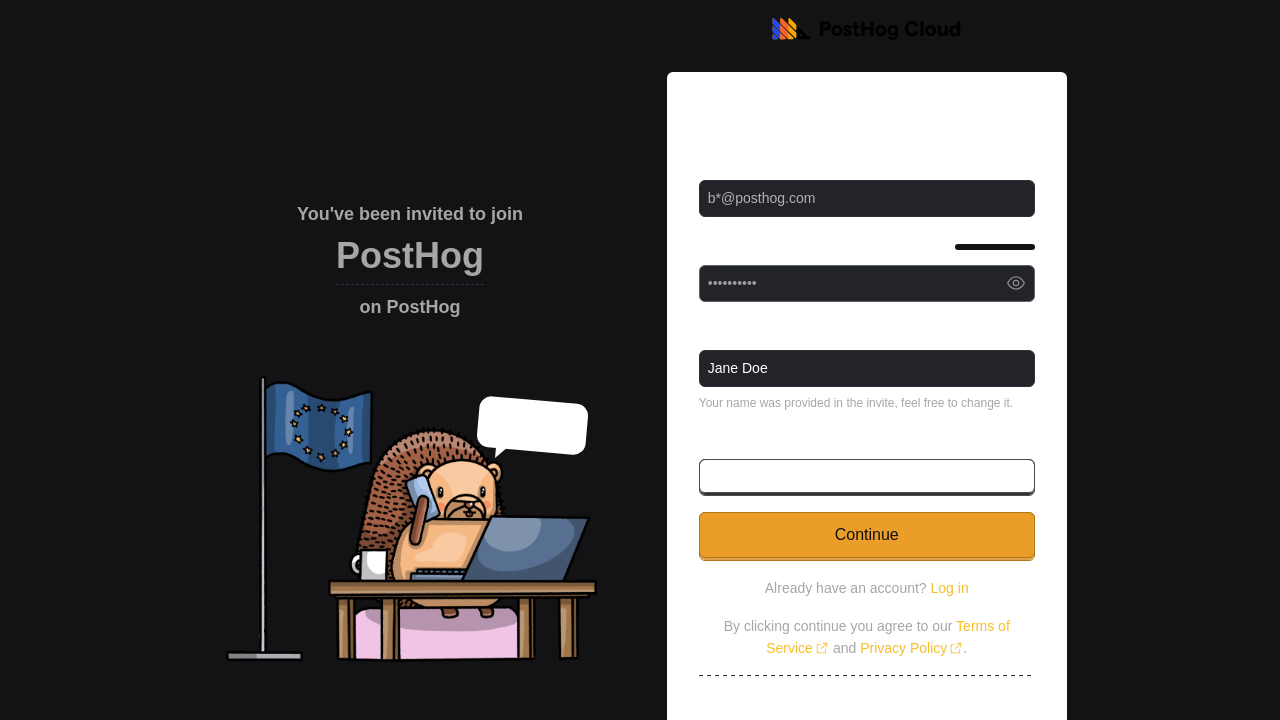 PostHog Cloud
You've been invited to join
PostHog
on PostHog
b*@posthog.com
••••••••••
Jane Doe
Your name was provided in the invite, feel free to change it.
Continue
Already have an account? Log in
By clicking continue you agree to our Terms of
Service and Privacy Policy.